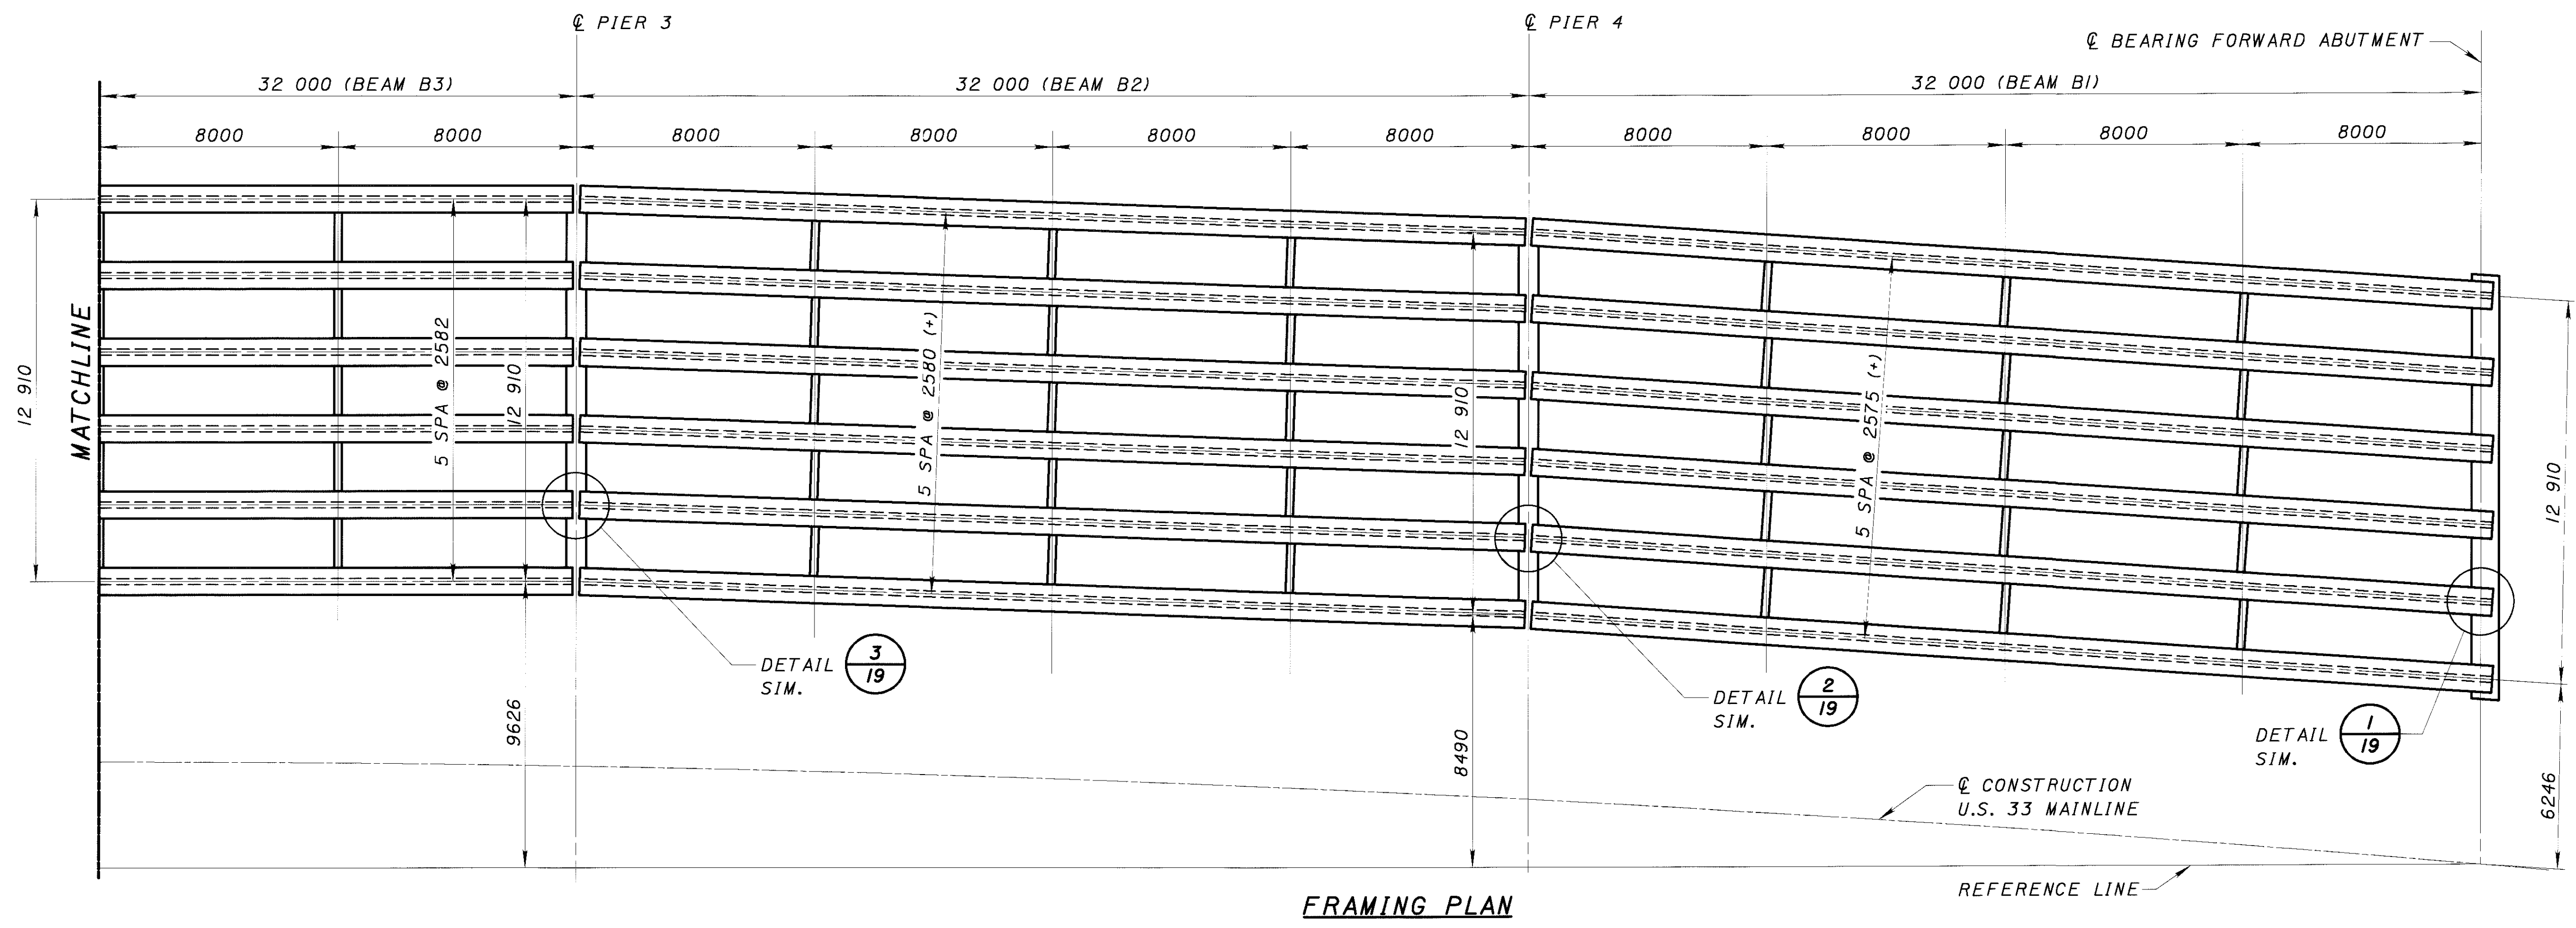 ℄ PIER 3
℄ PIER 4
℄ BEARING FORWARD ABUTMENT
32 000 (BEAM B3)
32 000 (BEAM B2)
32 000 (BEAM B1)
8000
8000
8000
8000
8000
8000
8000
8000
8000
8000
12 910
MATCHLINE
5 SPA @ 2582
12 910
5 SPA @ 2580 (+)
12 910
5 SPA @ 2575 (+)
12 910
DETAIL
SIM.
3
19
DETAIL
SIM.
2
19
DETAIL
SIM.
1
19
9626
8490
6246
℄ CONSTRUCTION
U.S. 33 MAINLINE
REFERENCE LINE
FRAMING PLAN